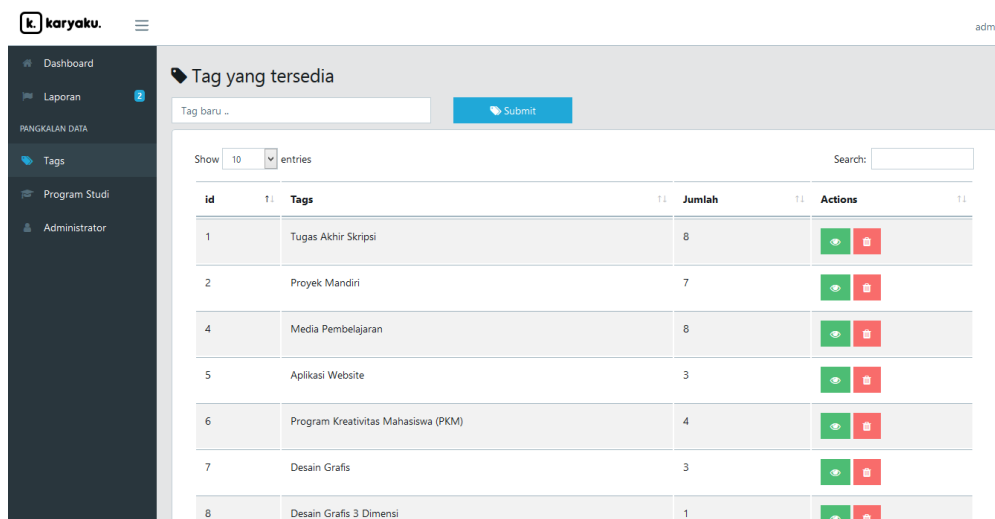 k. karyaku.
adm
Dashboard
Laporan 2
PANGKALAN DATA
Tags
Program Studi
Administrator
Tag yang tersedia
Tag baru ..
Submit
Show 10 entries
Search:
id Tags Jumlah Actions
1 Tugas Akhir Skripsi 8
2 Proyek Mandiri 7
4 Media Pembelajaran 8
5 Aplikasi Website 3
6 Program Kreativitas Mahasiswa (PKM) 4
7 Desain Grafis 3
8 Desain Grafis 3 Dimensi 1